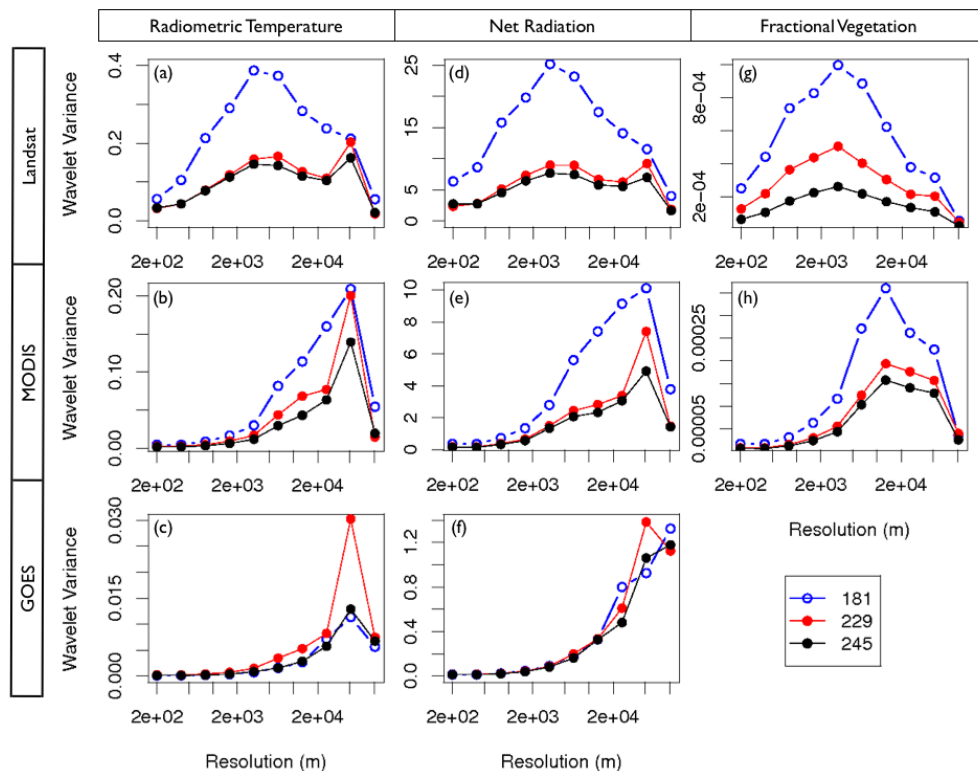 Radiometric Temperature
Net Radiation
Fractional Vegetation
Landsat
Wavelet Variance
0.0 0.2 0.4
(a)
2e+02 2e+03 2e+04
0 5 10 15 20 25
(d)
2e+02 2e+03 2e+04
2e-04 8e-04
(g)
2e+02 2e+03 2e+04
MODIS
Wavelet Variance
0.00 0.10 0.20
(b)
2e+02 2e+03 2e+04
0 2 4 6 8 10
(e)
2e+02 2e+03 2e+04
0.00005 0.00025
(h)
2e+02 2e+03 2e+04
Resolution (m)
GOES
Wavelet Variance
0.000 0.015 0.030
(c)
2e+02 2e+03 2e+04
Resolution (m)
0.0 0.4 0.8 1.2
(f)
2e+02 2e+03 2e+04
Resolution (m)
181
229
245